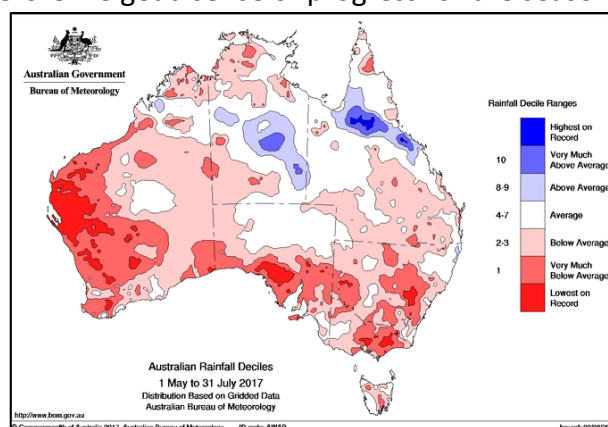 Australian Government
Bureau of Meteorology
Rainfall Decile Ranges
Highest on
Record
10
Very Much
Above Average
8-9
Above Average
4-7
Average
2-3
Below Average
1
Very Much
Below Average
Lowest on
Record
Australian Rainfall Deciles
1 May to 31 July 2017
Distribution Based on Gridded Data
Australian Bureau of Meteorology
http://www.bom.gov.au